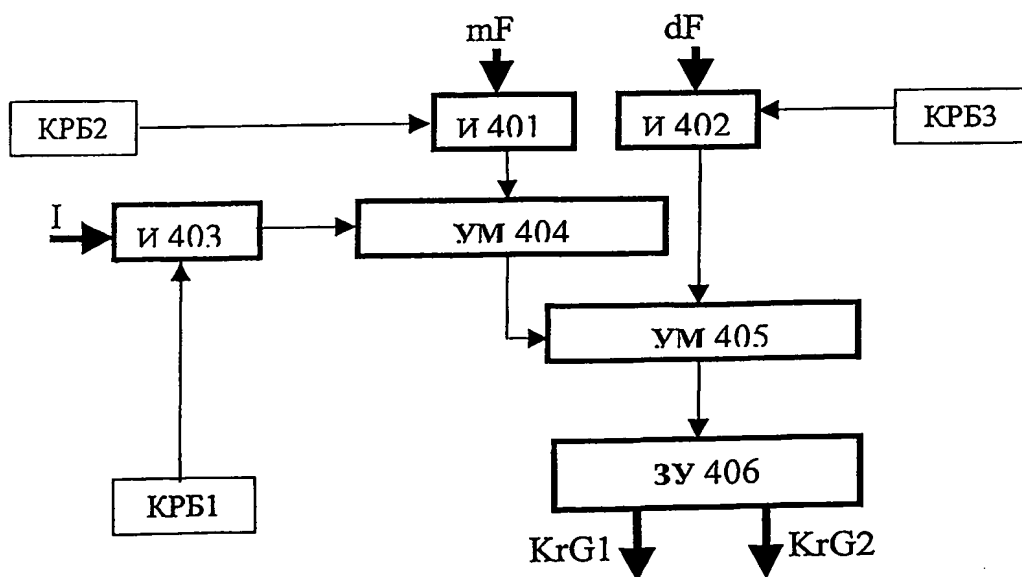 mF
dF
КРБ2
И 401
И 402
КРБ3
I
И 403
УМ 404
УМ 405
КРБ1
ЗУ 406
KrG1
KrG2